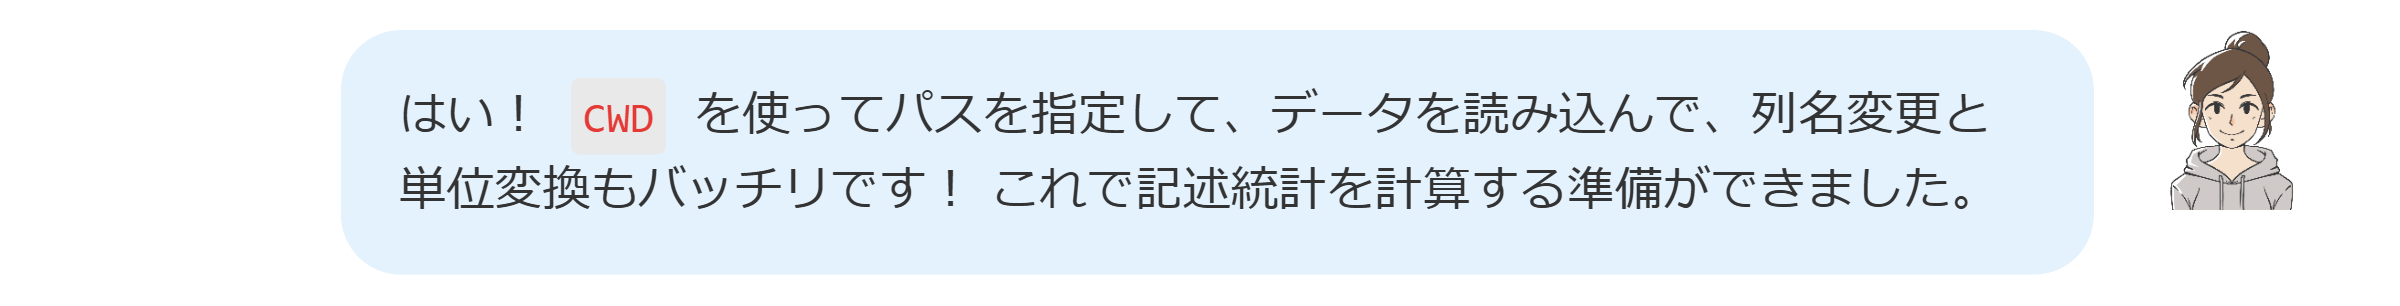 はい！ CWD を使ってパスを指定して、データを読み込んで、列名変更と
単位変換もバッチリです！ これで記述統計を計算する準備ができました。